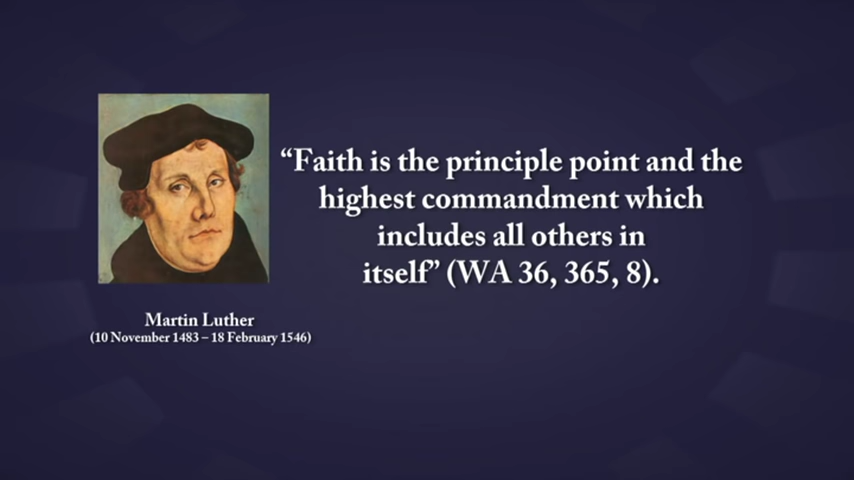 “Faith is the principle point and the
highest commandment which
includes all others in
itself” (WA 36, 365, 8).
Martin Luther
(10 November 1483 – 18 February 1546)